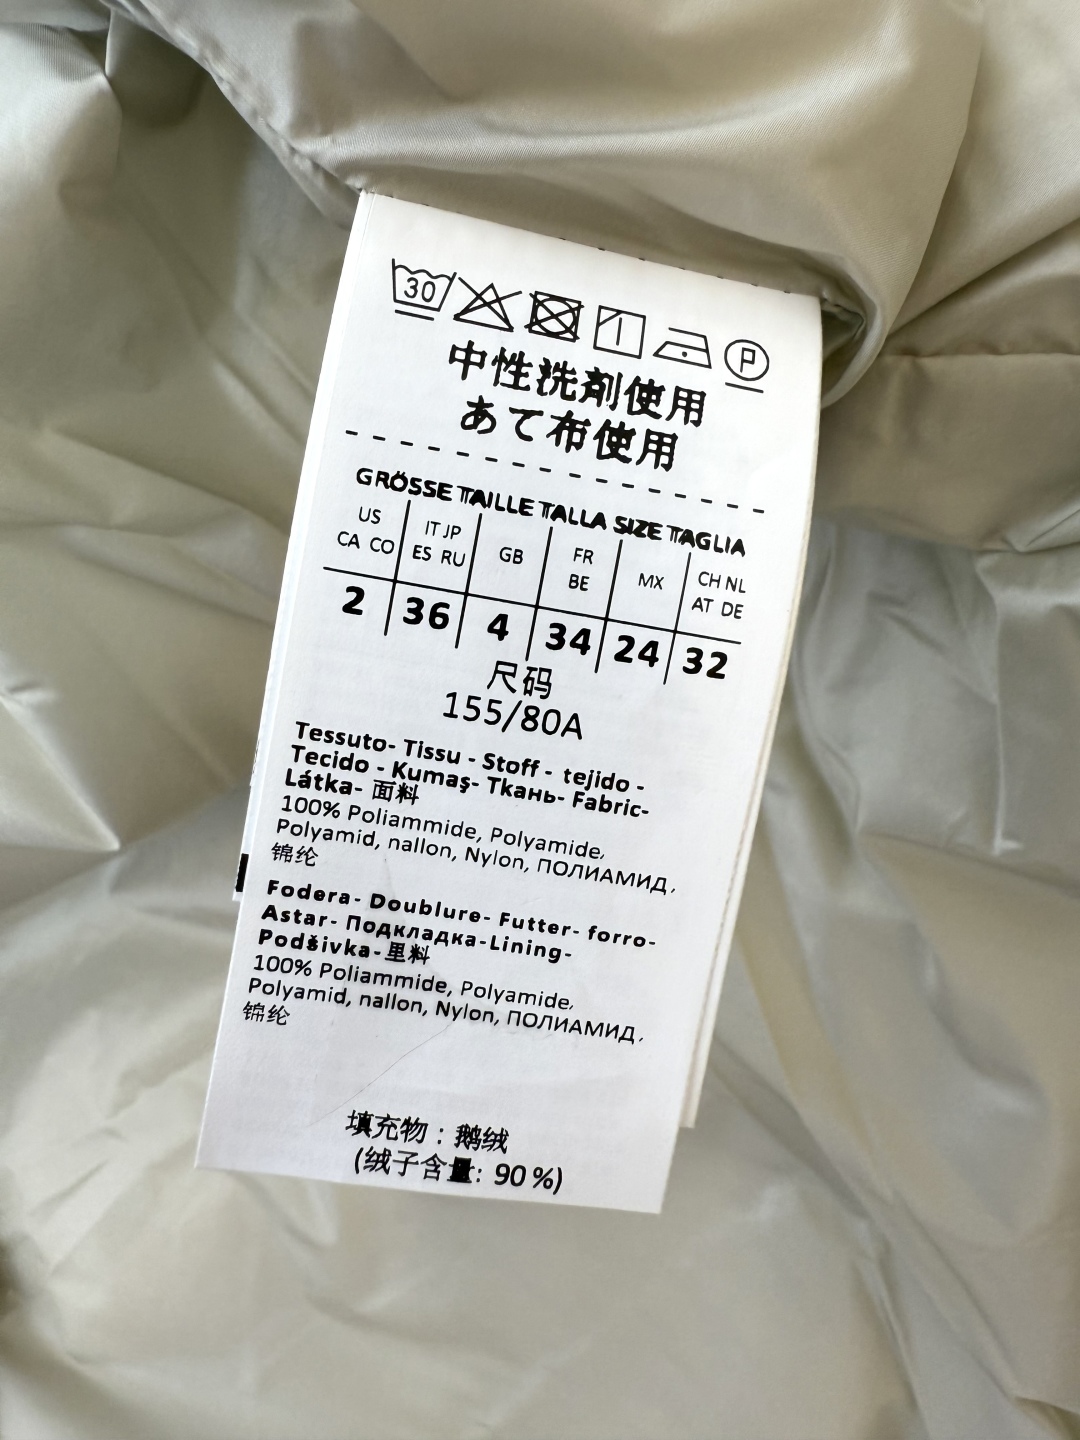 30
P
中性洗剤使用
あて布使用
GRÖSSE TAILLE TALLA SIZE TAGLIA
US CA CO
IT JP ES RU
GB
FR BE
MX
CH NL AT DE
2 36 4 34 24 32
尺码
155/80A
Tessuto- Tissu - Stoff - tejido -
Tecido - Kumaş- Ткань- Fabric-
Látka- 面料
100% Poliammide, Polyamide,
Polyamid, nallon, Nylon, ПОЛИАМИД,
锦纶
Fodera- Doublure- Futter- forro-
Astar- Подкладка-Lining-
Podšívka-里料
100% Poliammide, Polyamide,
Polyamid, nallon, Nylon, ПОЛИАМИД,
锦纶
填充物：鹅绒
(绒子含量: 90%)